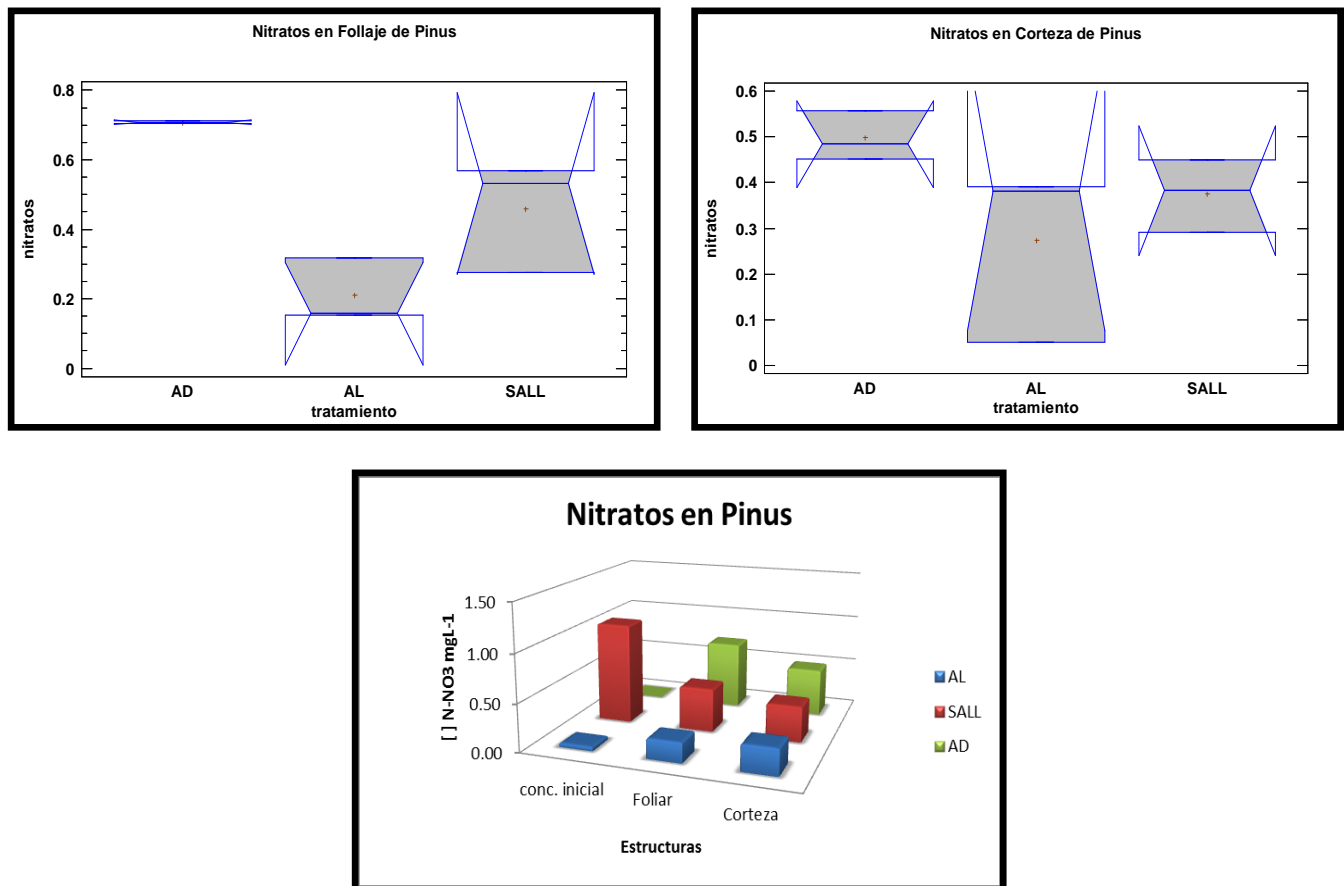 Nitratos en Follaje de Pinus
0.8
0.6
0.4
0.2
0
nitratos
AD
AL
SALL
tratamiento
Nitratos en Corteza de Pinus
0.6
0.5
0.4
0.3
0.2
0.1
0
nitratos
AD
AL
SALL
tratamiento
Nitratos en Pinus
1.50
1.00
0.50
0.00
[ ] N-NO3 mgL-1
conc. inicial
Foliar
Corteza
Estructuras
AL
SALL
AD